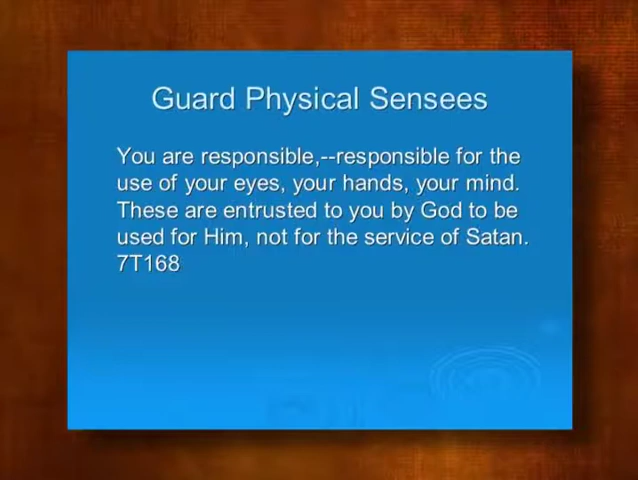 Guard Physical Sensees
You are responsible,--responsible for the
use of your eyes, your hands, your mind.
These are entrusted to you by God to be
used for Him, not for the service of Satan.
7T168